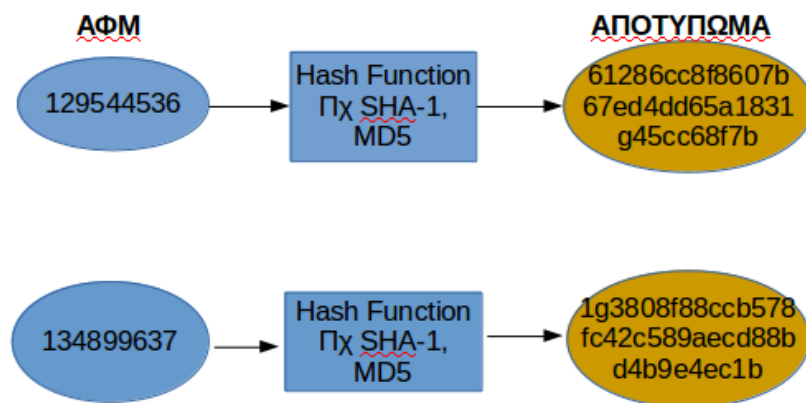 ΑΦΜ
ΑΠΟΤΥΠΩΜΑ
129544536
Hash Function
Πχ SHA-1,
MD5
61286cc8f8607b
67ed4dd65a1831
g45cc68f7b
134899637
Hash Function
Πχ SHA-1,
MD5
1g3808f88ccb578
fc42c589aecd88b
d4b9e4ec1b